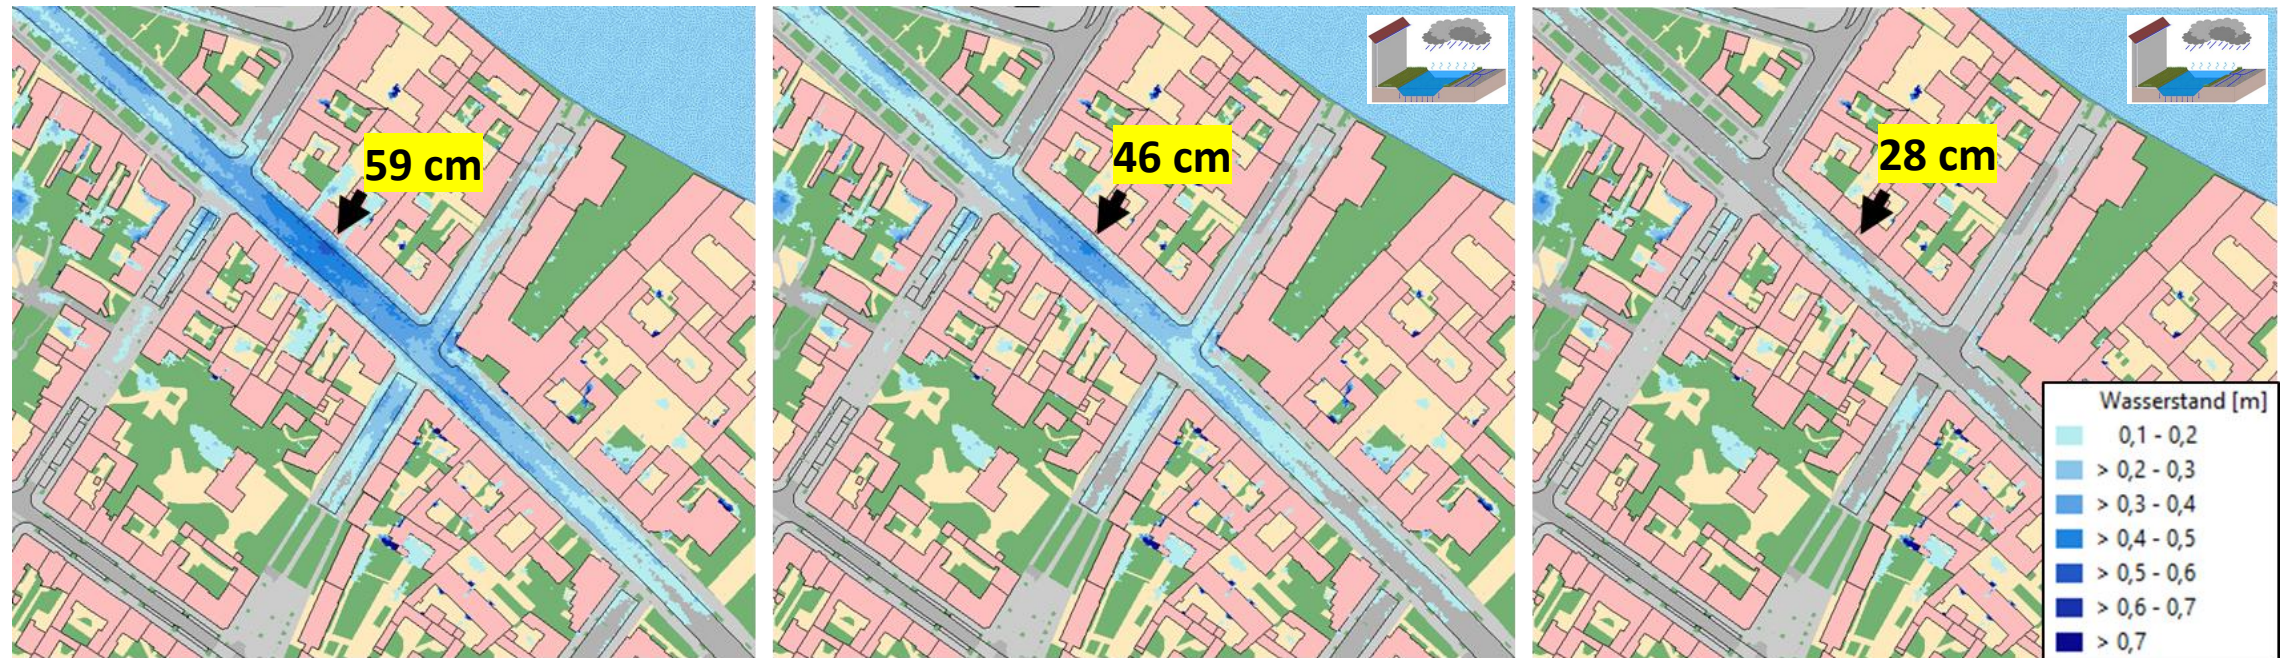 59 cm
46 cm
28 cm
Wasserstand [m]
0,1 - 0,2
> 0,2 - 0,3
> 0,3 - 0,4
> 0,4 - 0,5
> 0,5 - 0,6
> 0,6 - 0,7
> 0,7